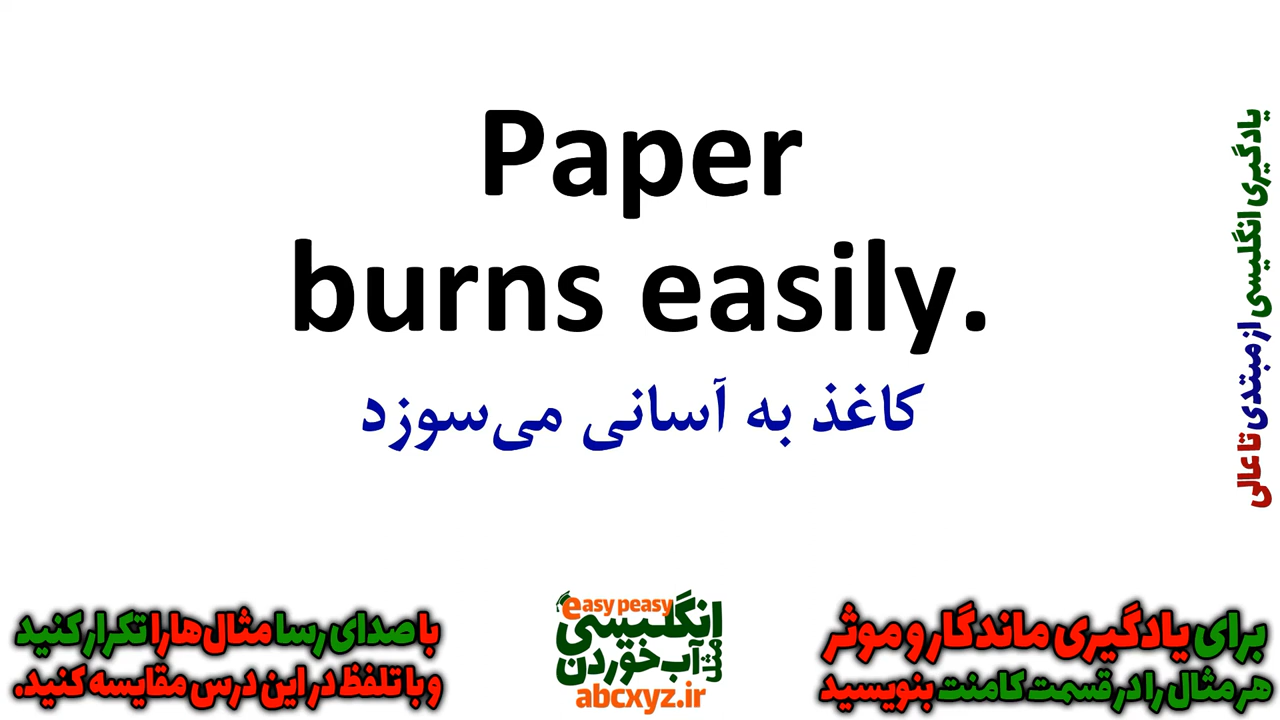 Paper
burns easily.
کاغذ به آسانی می‌سوزد
یادگیری انگلیسی از مبتدی تا عالی
برای یادگیری ماندگار و موثر
هر مثال را در قسمت کامنت بنویسید
easy peasy
انگلیسی
مثل
آب خوردن
abcxyz.ir
با صدای رسا مثال‌ها را تکرار کنید
و با تلفظ در این درس مقایسه کنید.